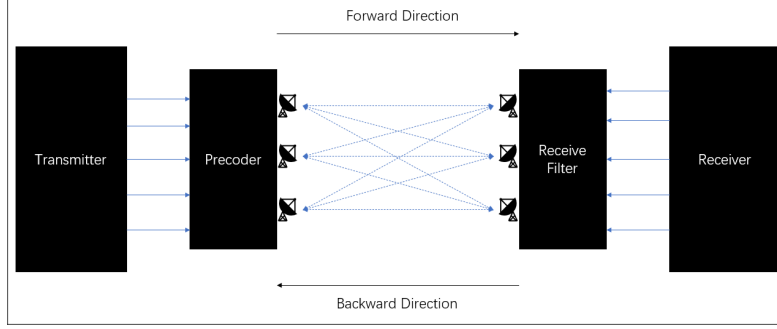 Forward Direction
Transmitter
Precoder
Receive
Filter
Receiver
Backward Direction